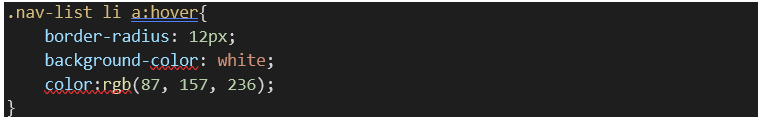 .nav-list li a:hover{
    border-radius: 12px;
    background-color: white;
    color:rgb(87, 157, 236);
}